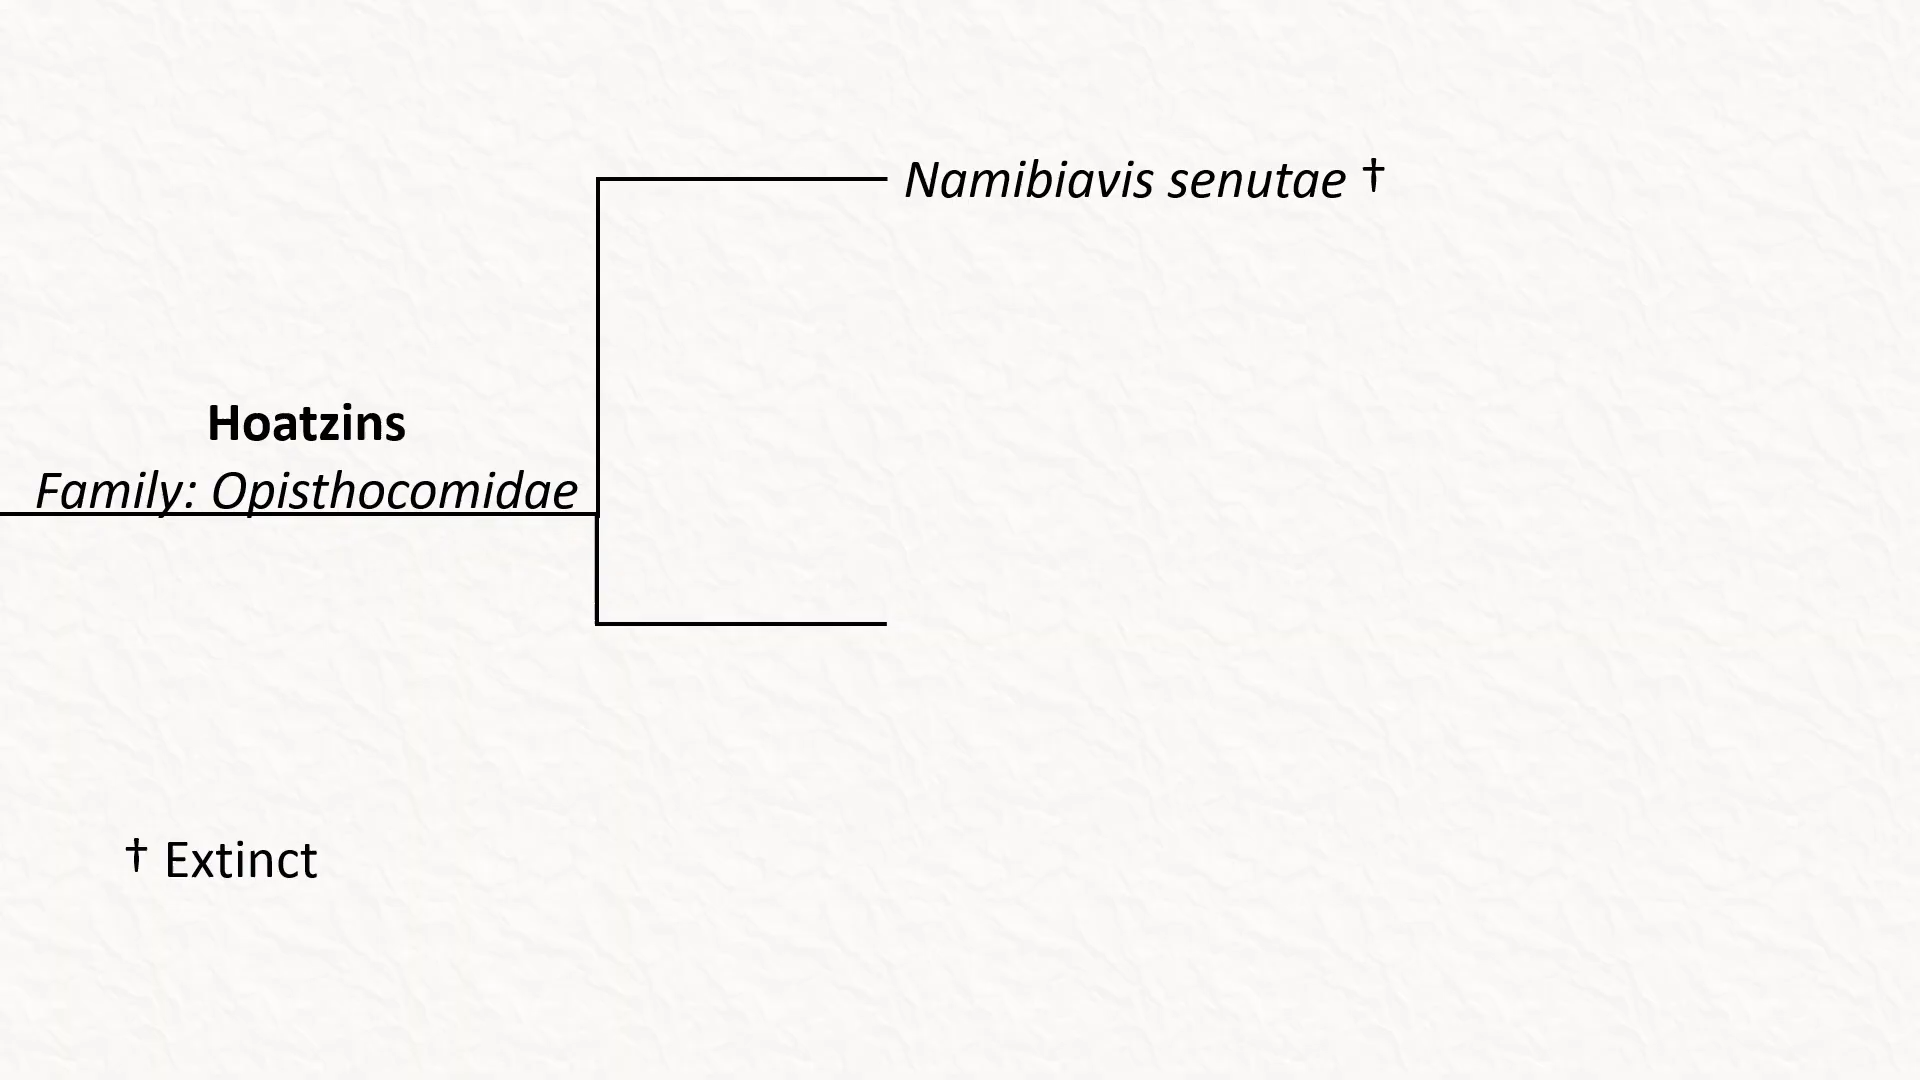 Namibiavis senutae †
Hoatzins
Family: Opisthocomidae
† Extinct